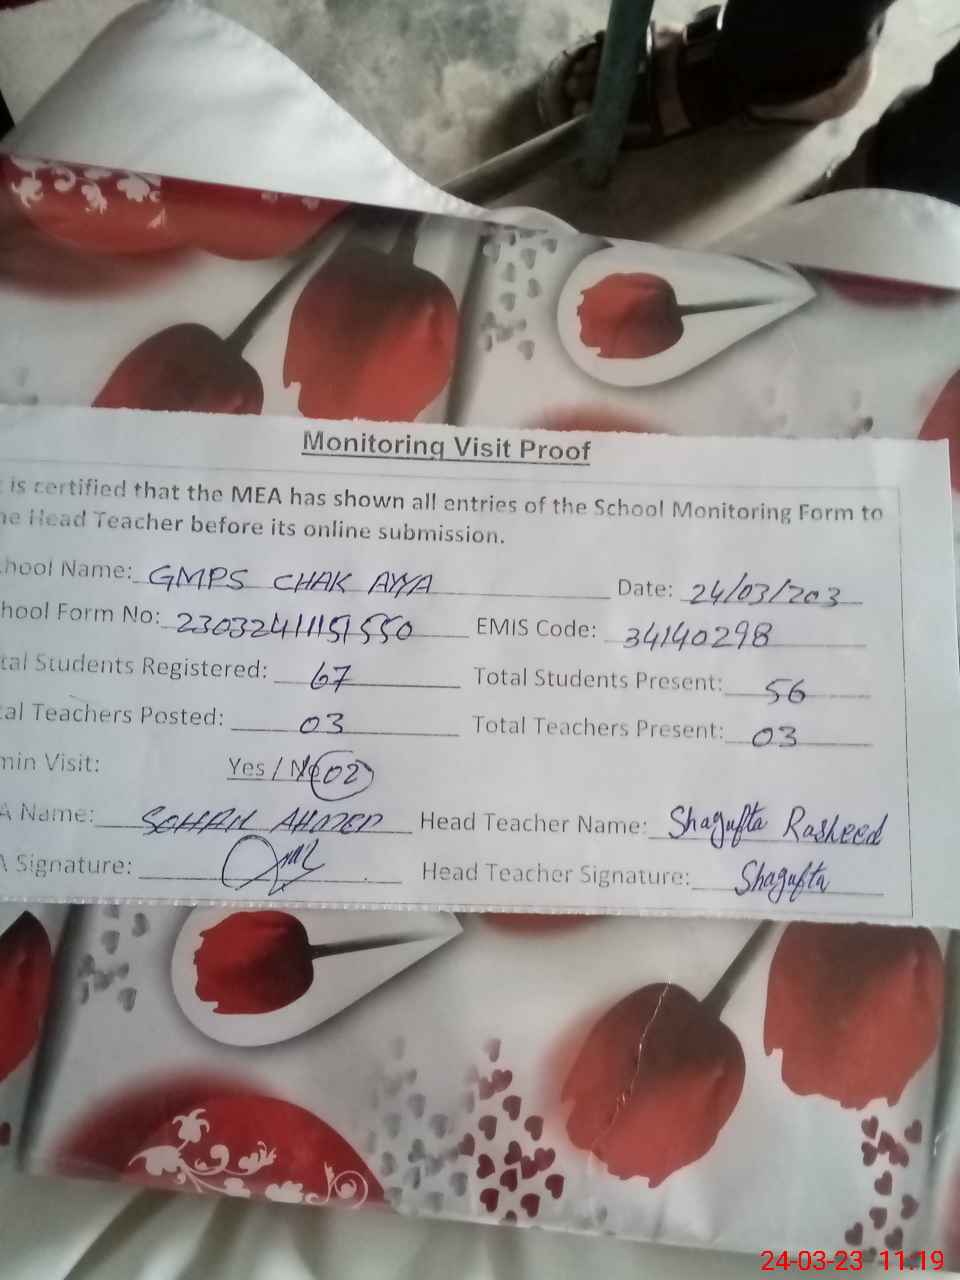 Monitoring Visit Proof
is certified that the MEA has shown all entries of the School Monitoring Form to
he Head Teacher before its online submission.
chool Name: GMPS CHAK AYYA Date: 24/03/203
hool Form No: 23032411151550 EMIS Code: 34140298
tal Students Registered: 67 Total Students Present: 56
tal Teachers Posted: 03 Total Teachers Present: 03
min Visit: Yes / No 02
A Name: SOHAIL AHMED Head Teacher Name: Shagufta Rasheed
A Signature: Head Teacher Signature: Shagufta
24-03-23 11.19